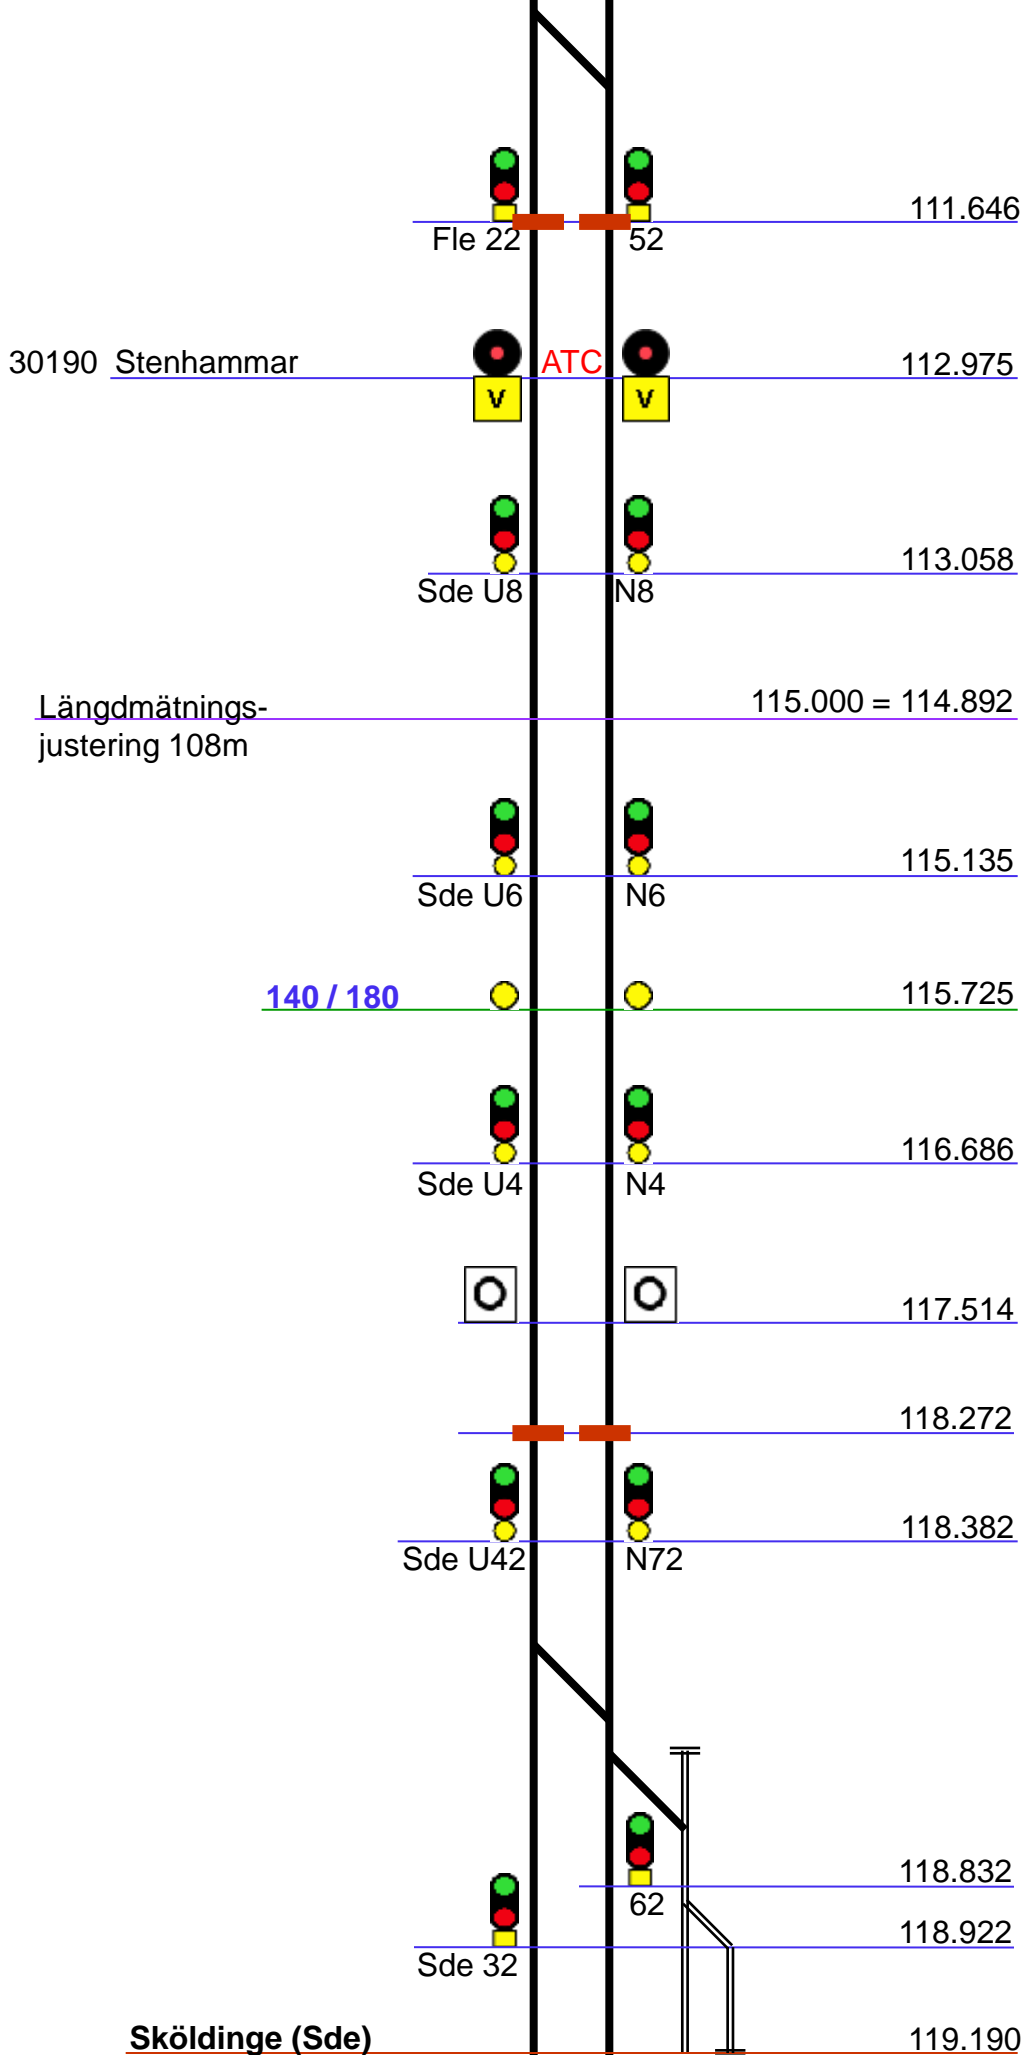 111.646
Fle 22 52
30190 Stenhammar ATC 112.975
V V
113.058
Sde U8 N8
Längdmätnings- 115.000 = 114.892
justering 108m
115.135
Sde U6 N6
140 / 180 115.725
116.686
Sde U4 N4
O O 117.514
118.272
118.382
Sde U42 N72
118.832
62
118.922
Sde 32
Sköldinge (Sde) 119.190